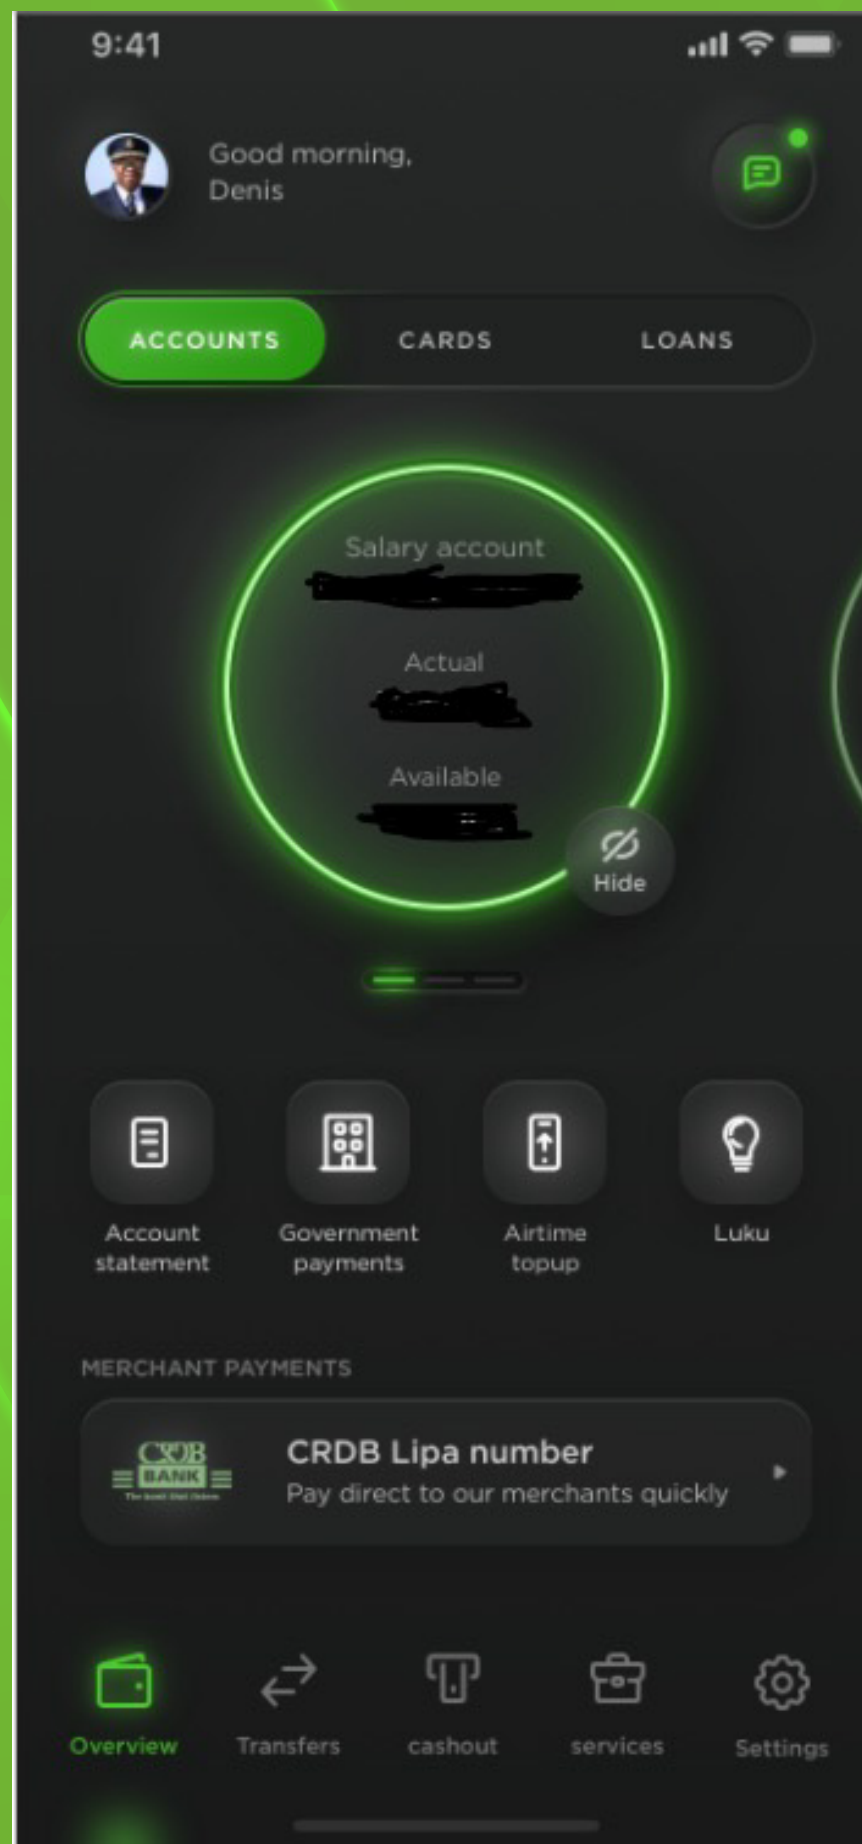 9:41
Good morning,
Denis
ACCOUNTS CARDS LOANS
Salary account
Actual
Available
Hide
Account statement
Government payments
Airtime topup
Luku
MERCHANT PAYMENTS
CRDB
BANK
CRDB Lipa number
Pay direct to our merchants quickly
Overview Transfers cashout services Settings